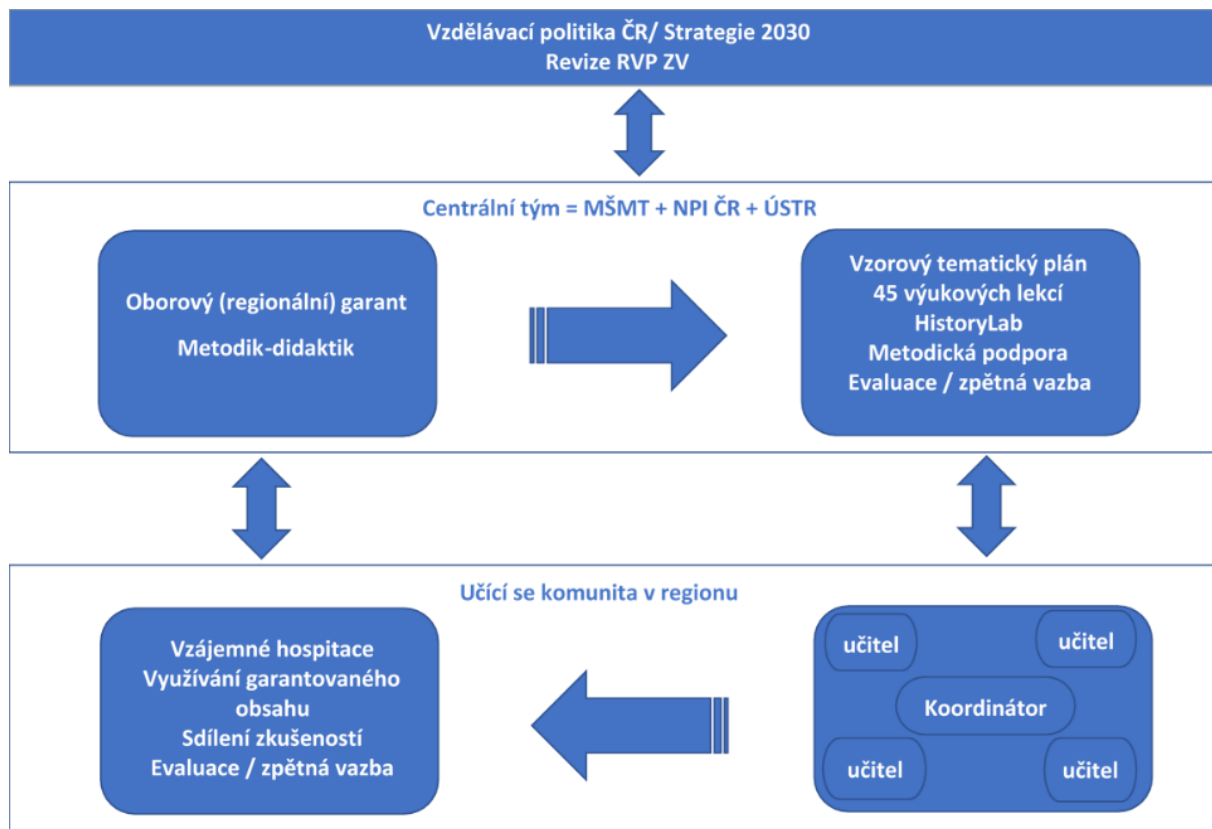 Vzdělávací politika ČR/ Strategie 2030
Revize RVP ZV
Centrální tým = MŠMT + NPI ČR + ÚSTR
Oborový (regionální) garant
Metodik-didaktik
Vzorový tematický plán
45 výukových lekcí
HistoryLab
Metodická podpora
Evaluace / zpětná vazba
Učící se komunita v regionu
Vzájemné hospitace
Využívání garantovaného
obsahu
Sdílení zkušeností
Evaluace / zpětná vazba
učitel
učitel
Koordinátor
učitel
učitel